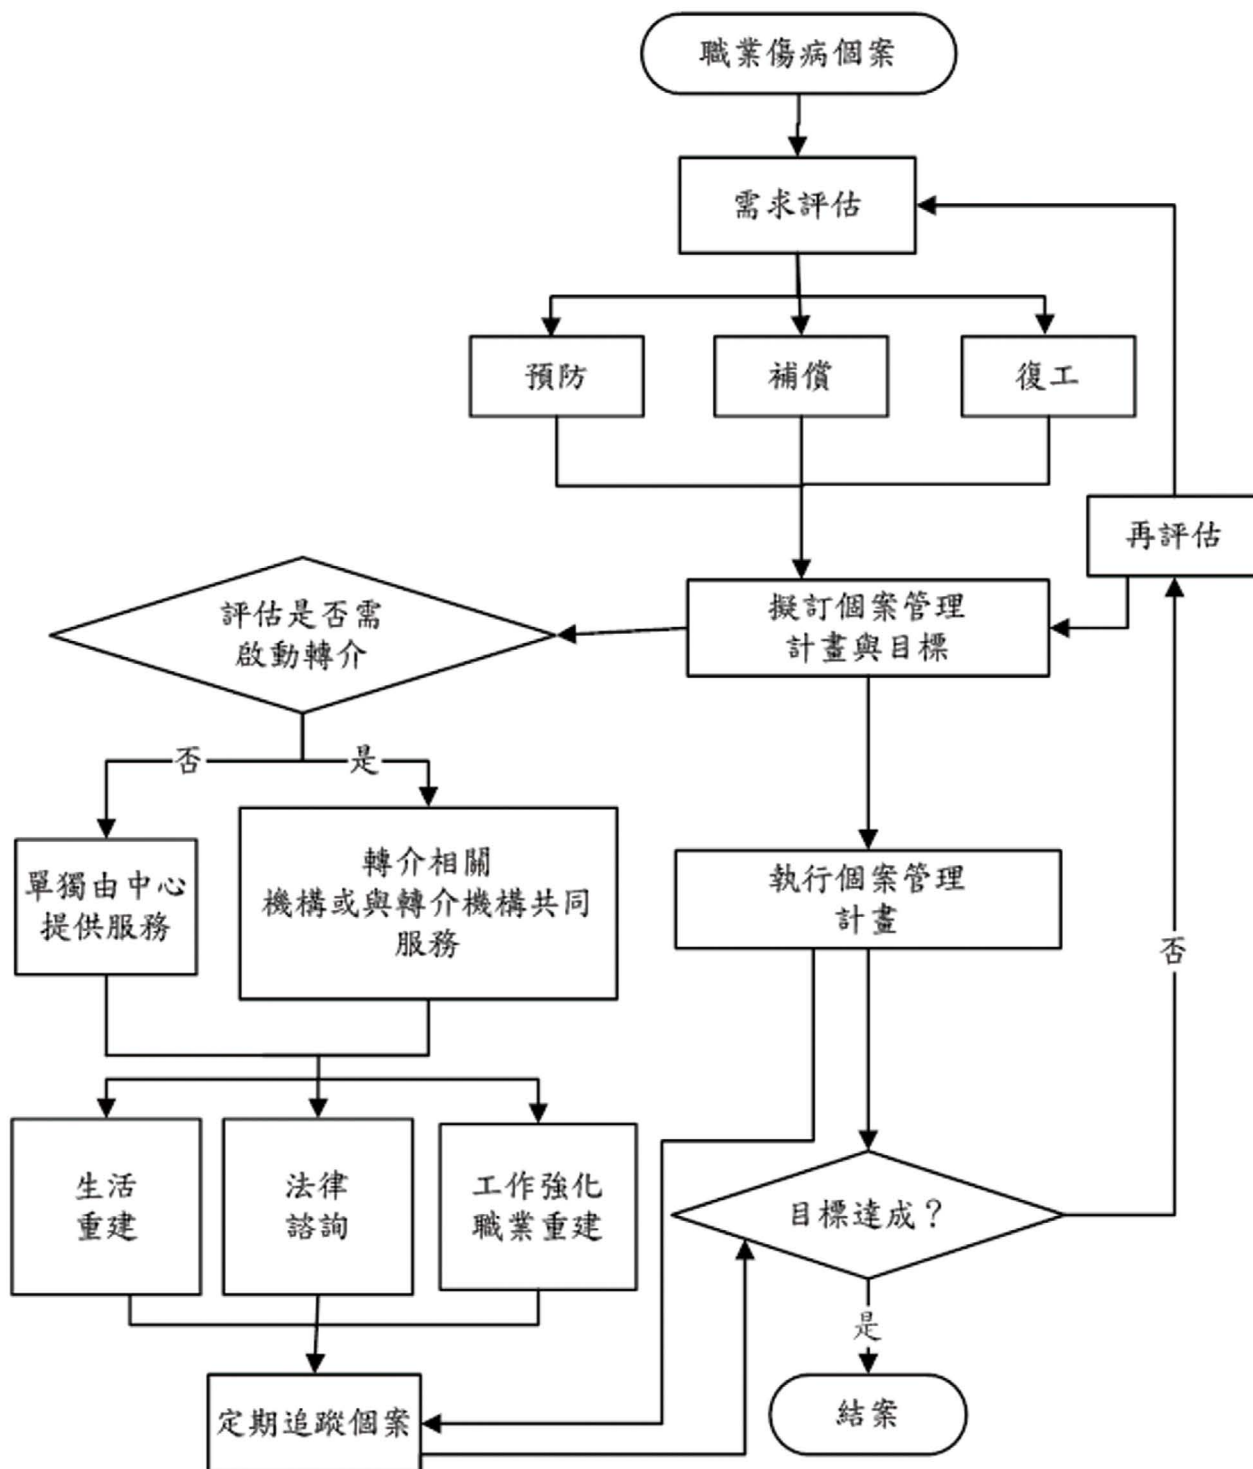 職業傷病個案
需求評估
預防
補償
復工
再評估
擬訂個案管理
計畫與目標
評估是否需
啟動轉介
否
是
單獨由中心
提供服務
轉介相關
機構或與轉介機構共同
服務
執行個案管理
計畫
否
生活
重建
法律
諮詢
工作強化
職業重建
目標達成？
是
定期追蹤個案
結案